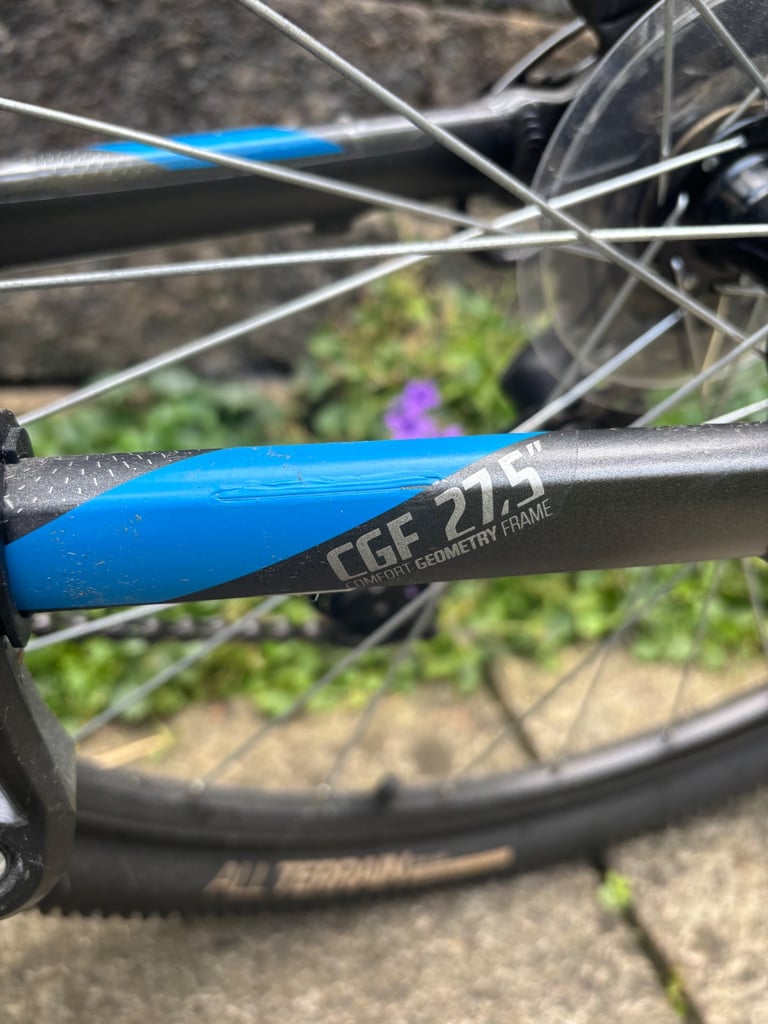 CGF 27,5"
COMFORT GEOMETRY FRAME
ALL TERRAIN